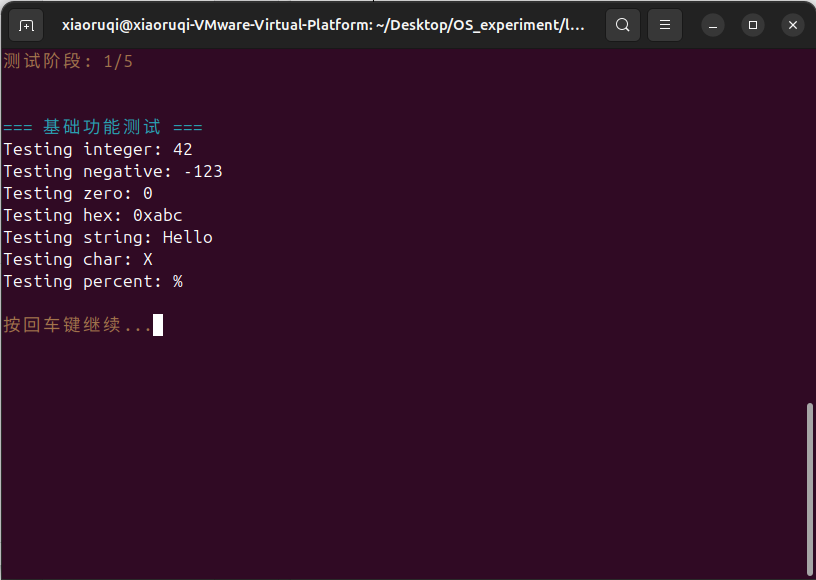 xiaoruqi@xiaoruqi-VMware-Virtual-Platform: ~/Desktop/OS_experiment/l...
测试阶段: 1/5
=== 基础功能测试 ===
Testing integer: 42
Testing negative: -123
Testing zero: 0
Testing hex: 0xabc
Testing string: Hello
Testing char: X
Testing percent: %
按回车键继续...